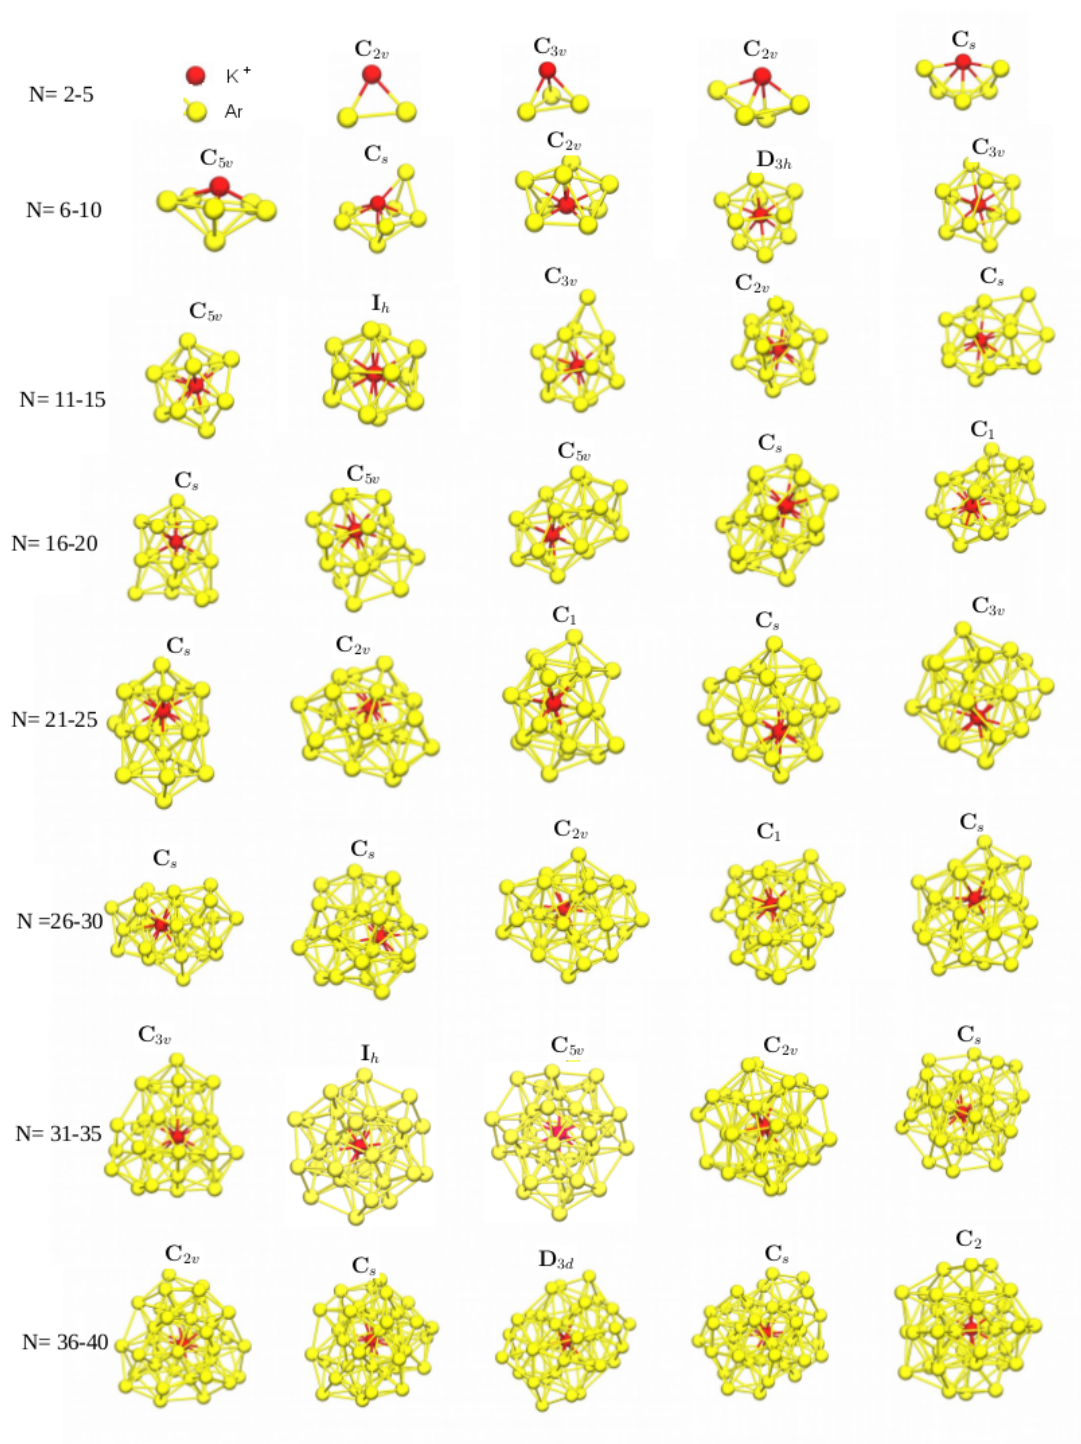 C2v C3v C2v Cs
N= 2-5 K+
Ar
C5v Cs C2v D3h C3v
N= 6-10
C5v Ih C3v C2v Cs
N= 11-15
Cs C5v C5v Cs C1
N= 16-20
Cs C2v C1 Cs C3v
N= 21-25
Cs Cs C2v C1 Cs
N =26-30
C3v Ih C5v C2v Cs
N= 31-35
C2v Cs D3d Cs C2
N= 36-40